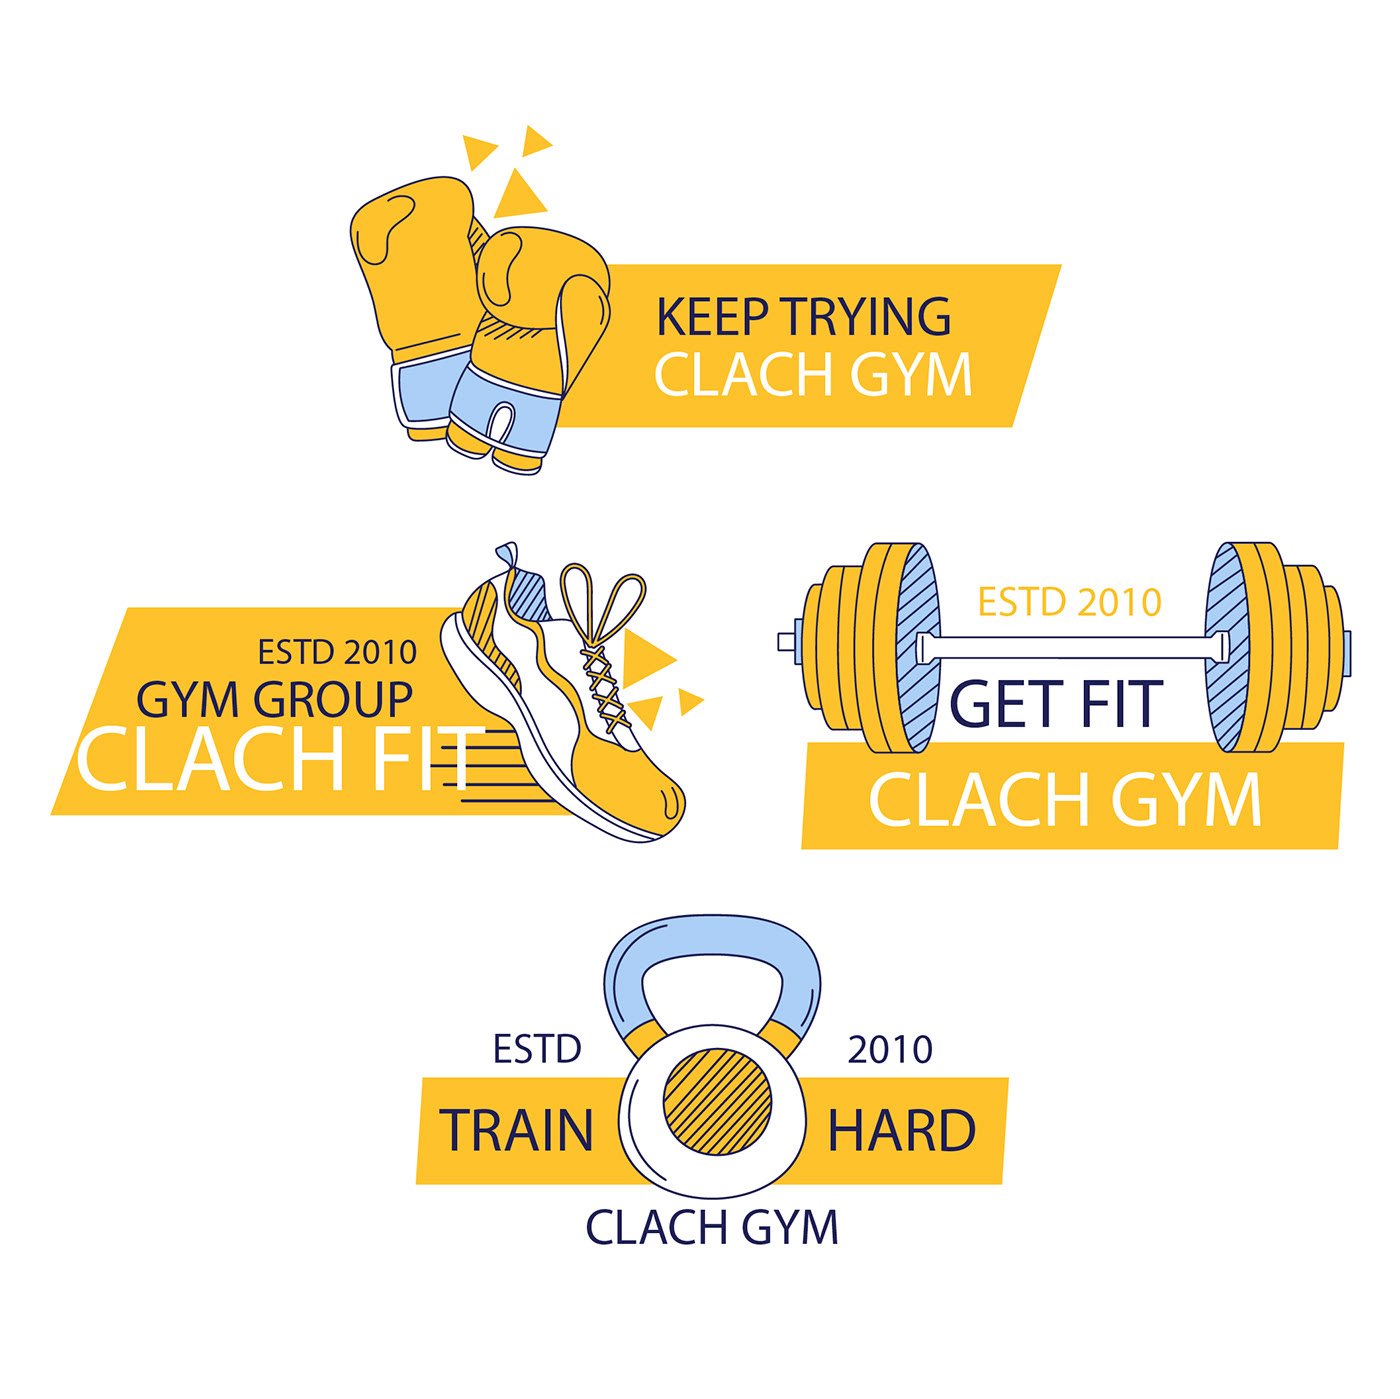 KEEP TRYING
CLACH GYM
ESTD 2010
GYM GROUP
CLACH FIT
ESTD 2010
GET FIT
CLACH GYM
ESTD 2010
TRAIN HARD
CLACH GYM